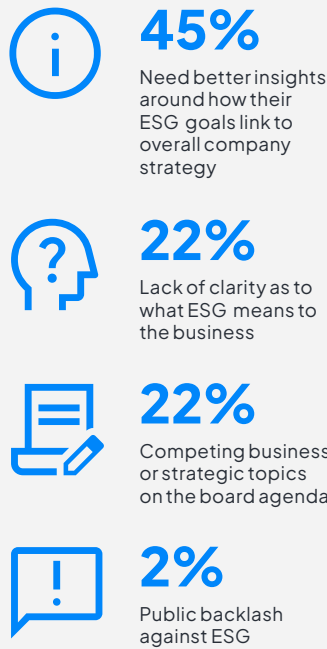 45%
Need better insights
around how their
ESG goals link to
overall company
strategy
22%
Lack of clarity as to
what ESG means to
the business
22%
Competing business
or strategic topics
on the board agenda
2%
Public backlash
against ESG